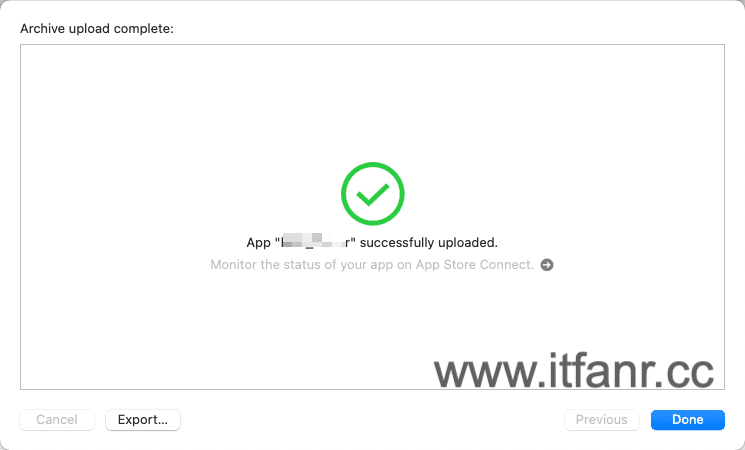 Archive upload complete:
App "r" successfully uploaded.
Monitor the status of your app on App Store Connect.
www.itfanr.cc
Cancel
Export...
Previous
Done